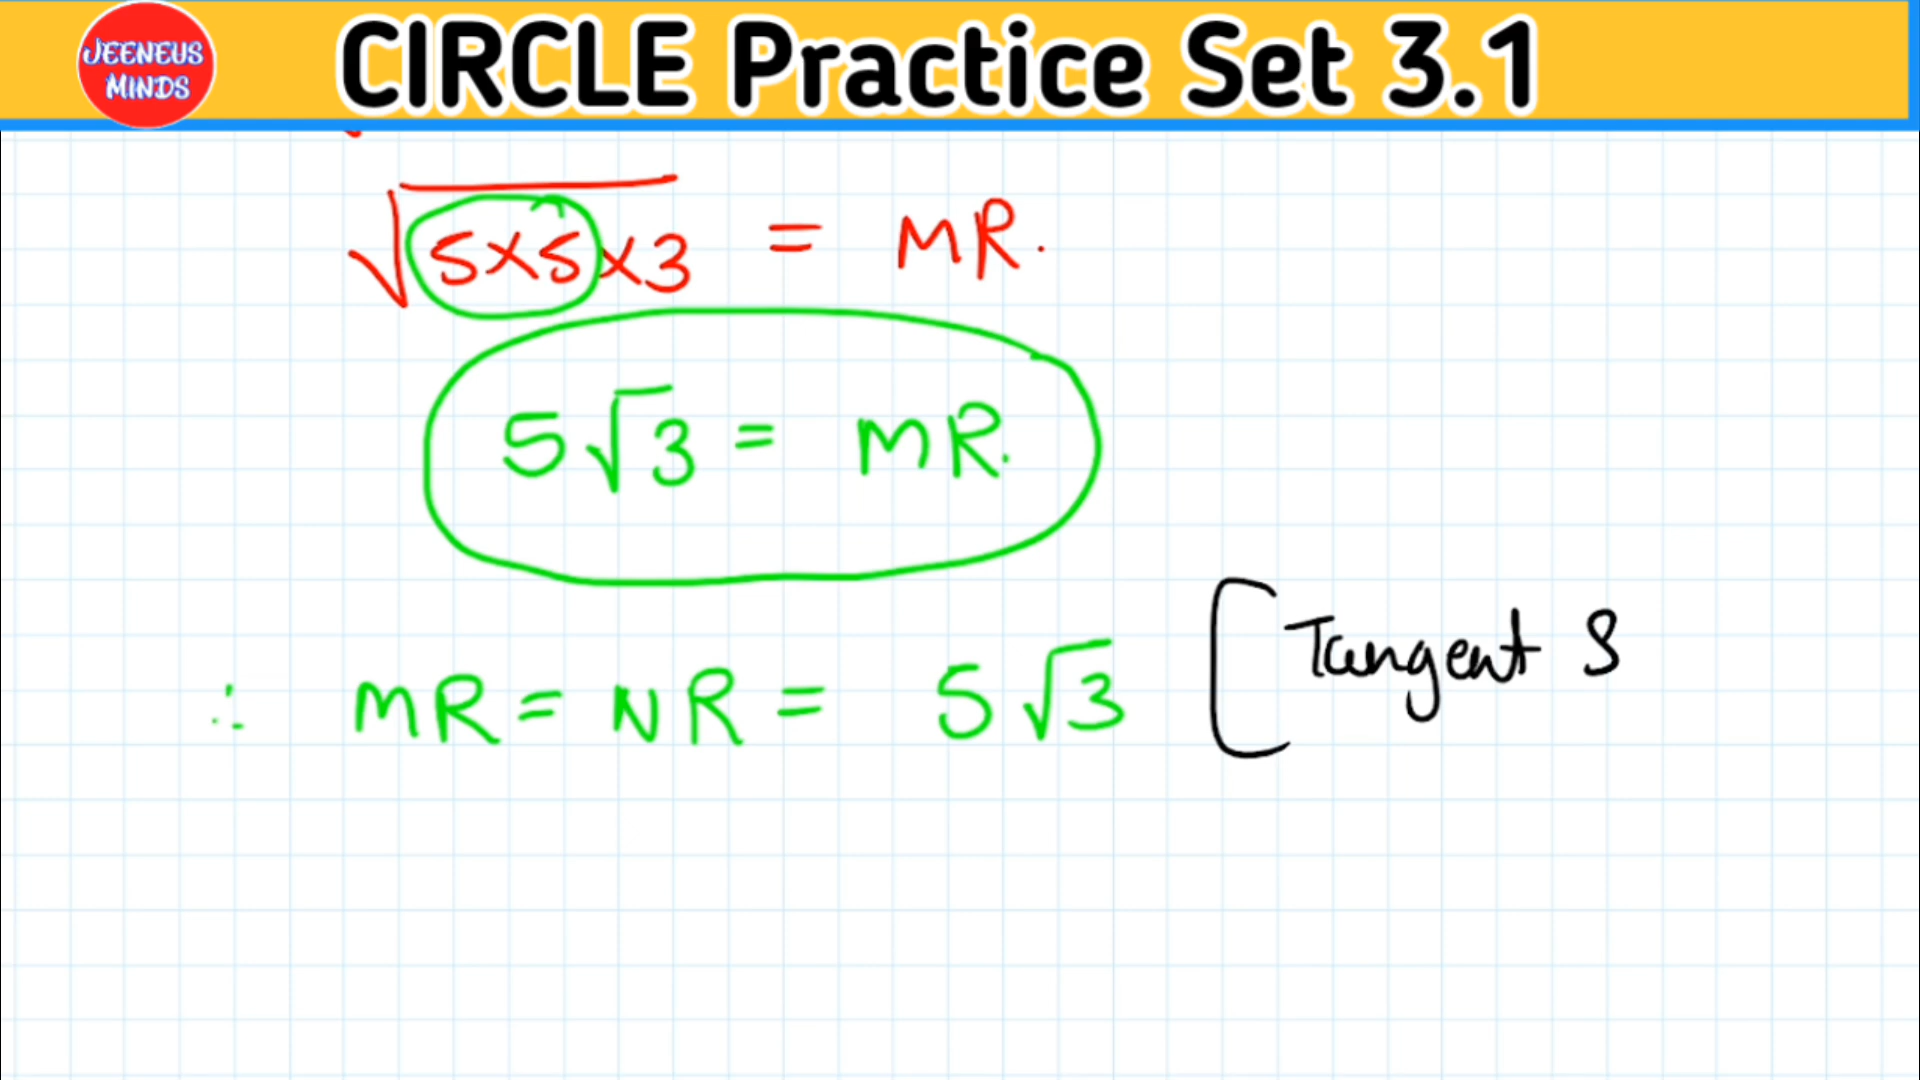 JEENEUS
MINDS
CIRCLE Practice Set 3.1
√5×5×3 = MR.
5√3 = MR.
∴ MR = NR = 5√3 [Tangent S